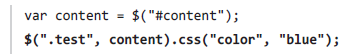 var content = $("#content");
$(".test", content).css("color", "blue");